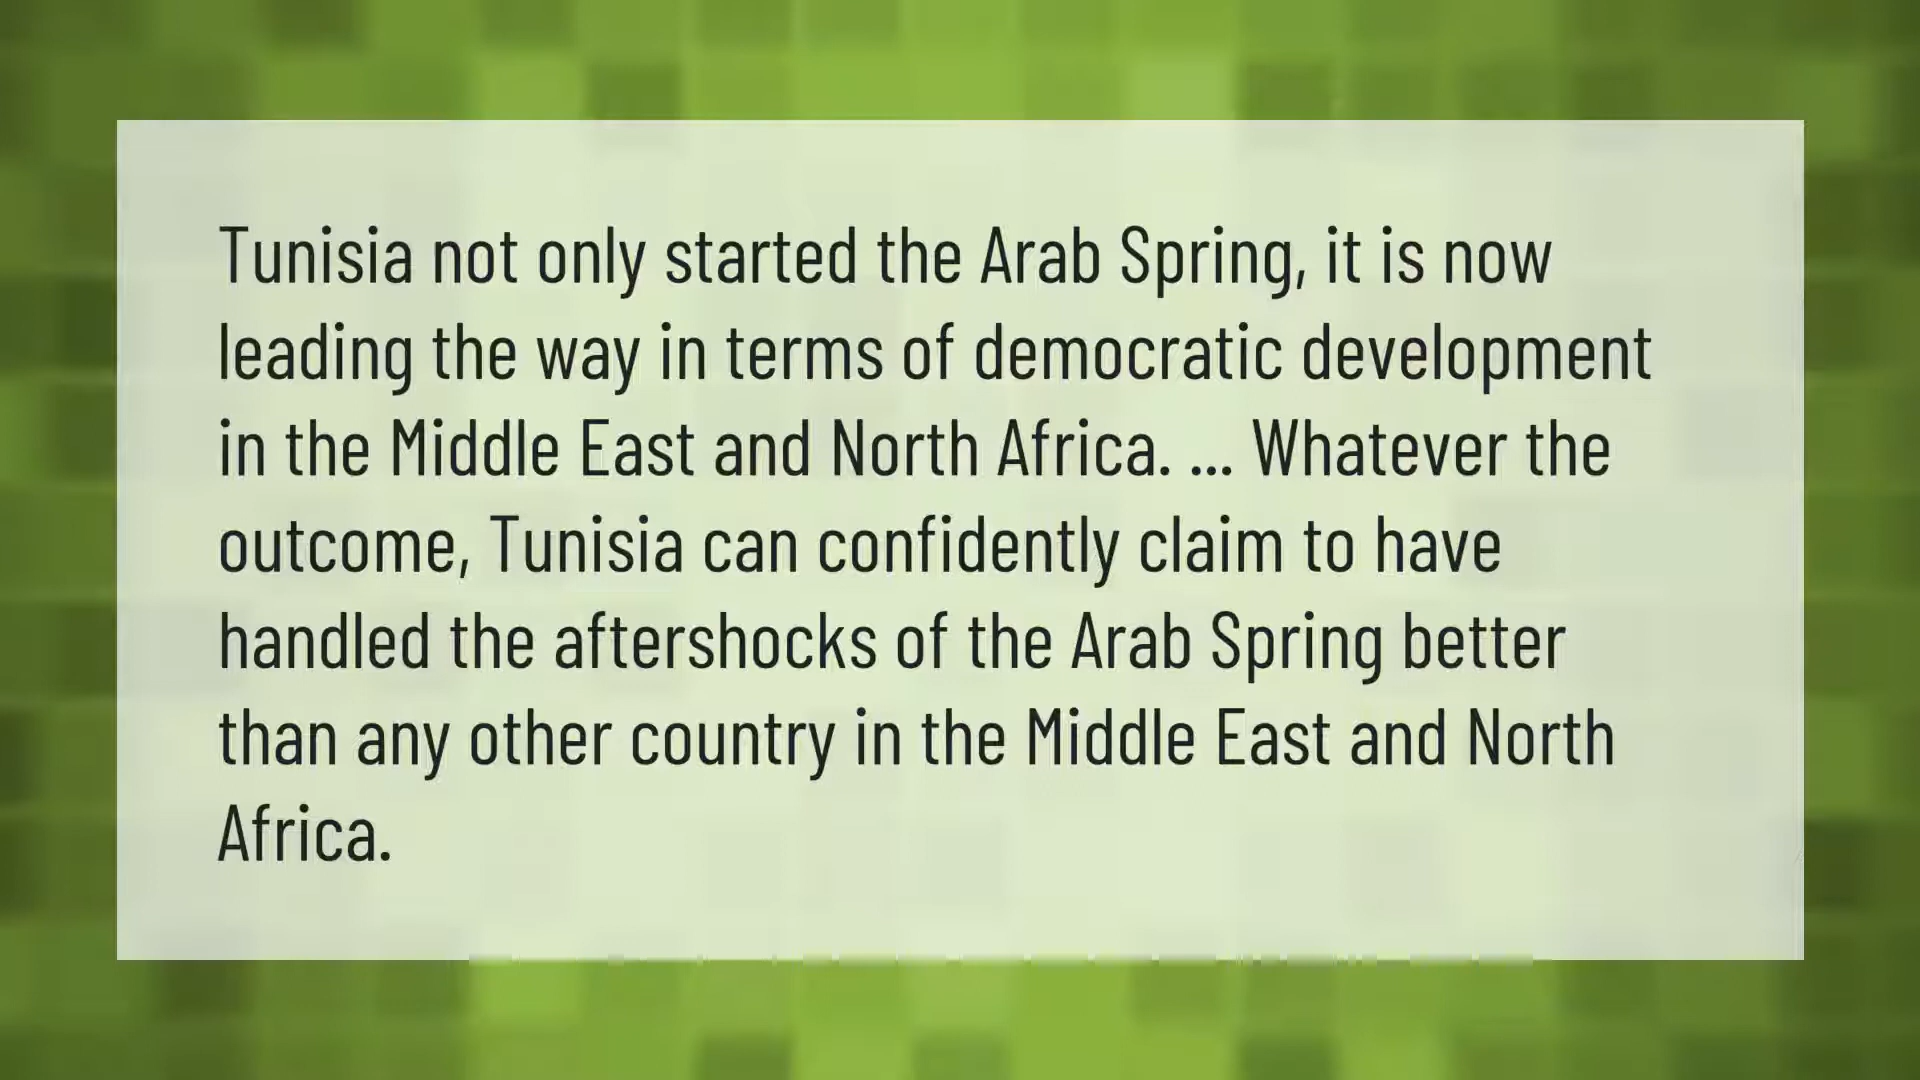 Tunisia not only started the Arab Spring, it is now
leading the way in terms of democratic development
in the Middle East and North Africa. ... Whatever the
outcome, Tunisia can confidently claim to have
handled the aftershocks of the Arab Spring better
than any other country in the Middle East and North
Africa.